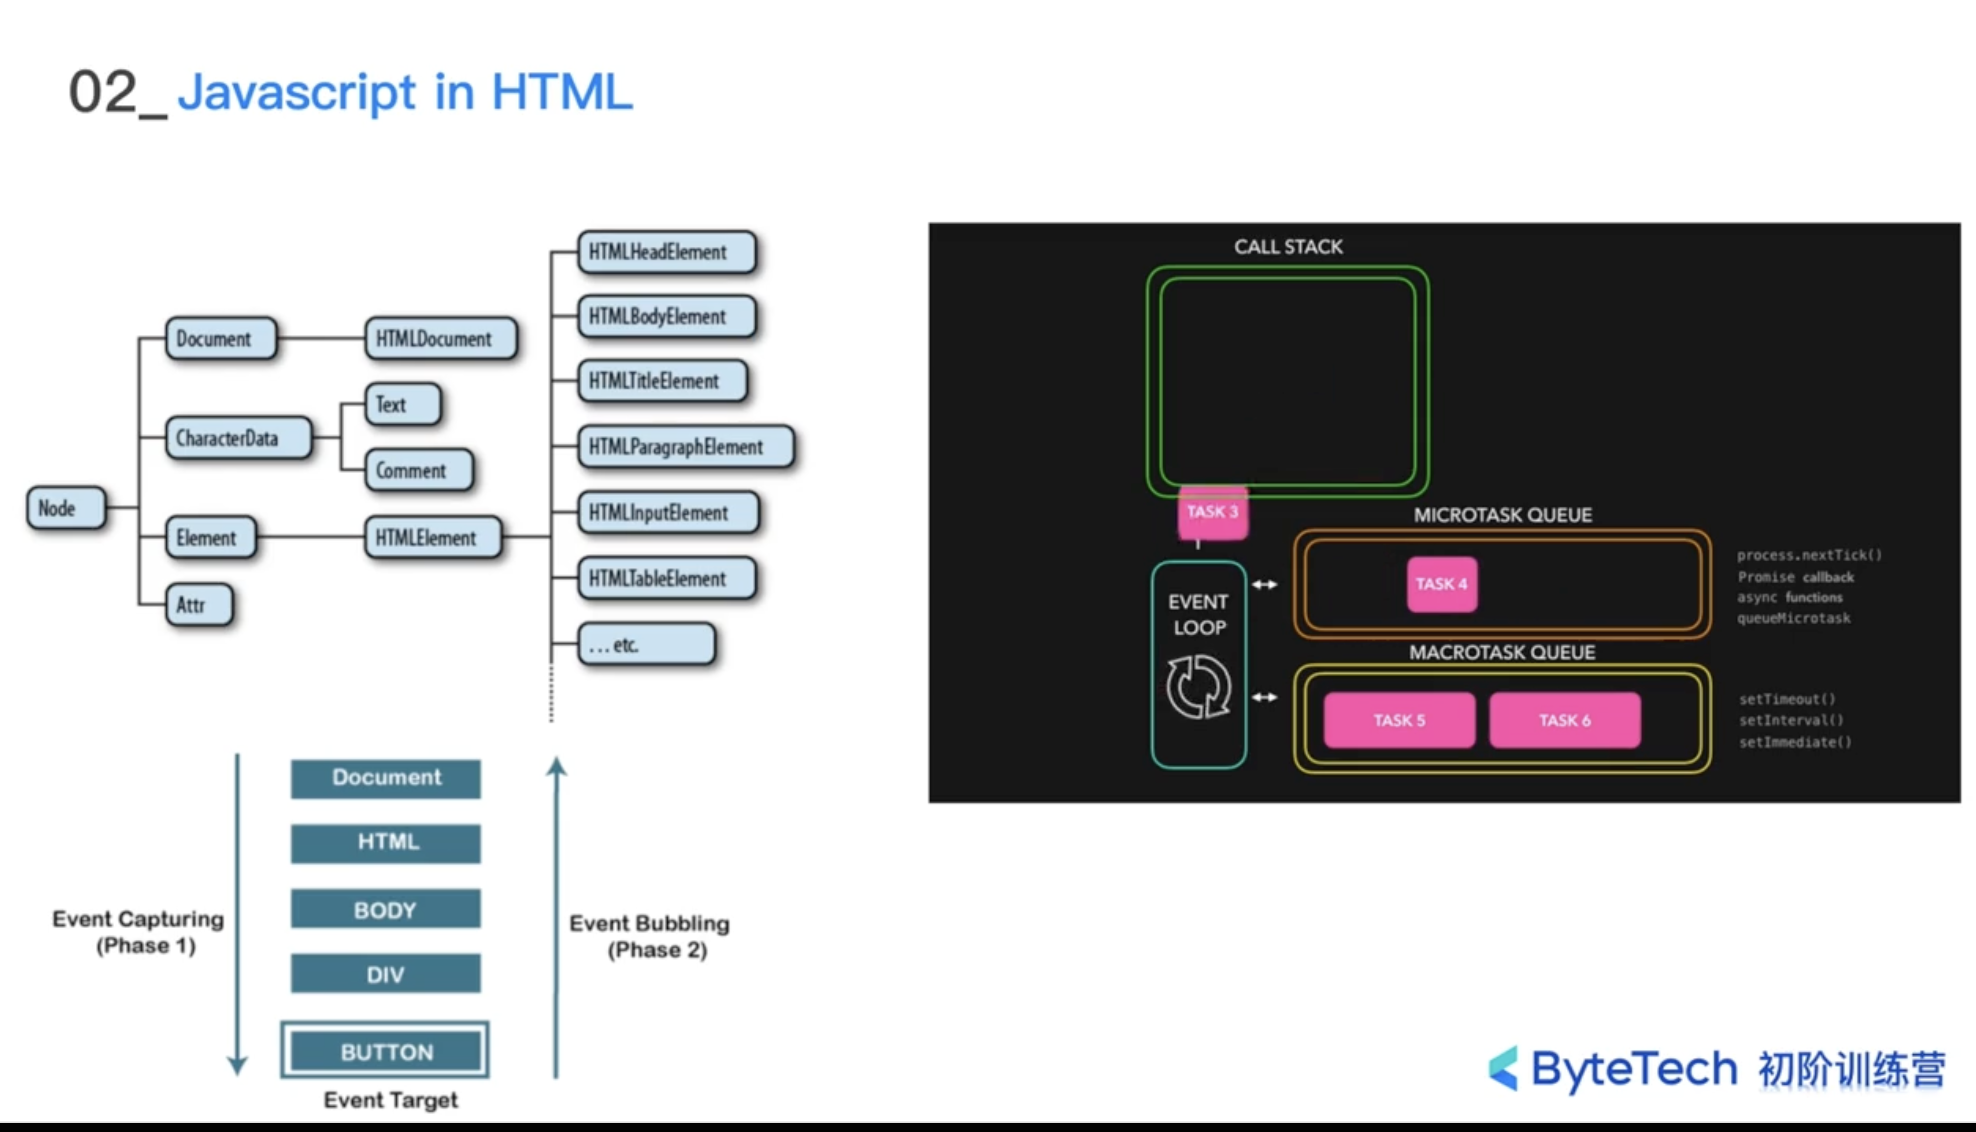 02_ Javascript in HTML
Node
Document
CharacterData
Element
Attr
HTMLDocument
Text
Comment
HTMLElement
HTMLHeadElement
HTMLBodyElement
HTMLTitleElement
HTMLParagraphElement
HTMLInputElement
HTMLTableElement
...etc.
Event Capturing
(Phase 1)
Document
HTML
BODY
DIV
BUTTON
Event Target
Event Bubbling
(Phase 2)
CALL STACK
TASK 3
EVENT
LOOP
MICROTASK QUEUE
TASK 4
process.nextTick()
Promise callback
async functions
queueMicrotask
MACROTASK QUEUE
TASK 5
TASK 6
setTimeout()
setInterval()
setImmediate()
ByteTech 初阶训练营